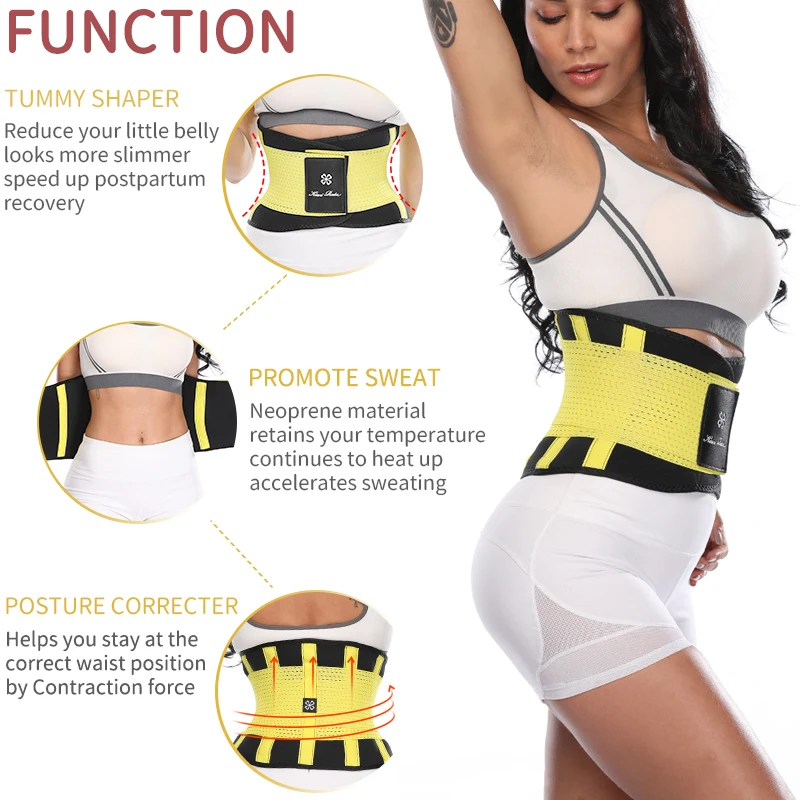 FUNCTION
TUMMY SHAPER
Reduce your little belly
looks more slimmer
speed up postpartum
recovery
PROMOTE SWEAT
Neoprene material
retains your temperature
continues to heat up
accelerates sweating
POSTURE CORRECTER
Helps you stay at the
correct waist position
by Contraction force